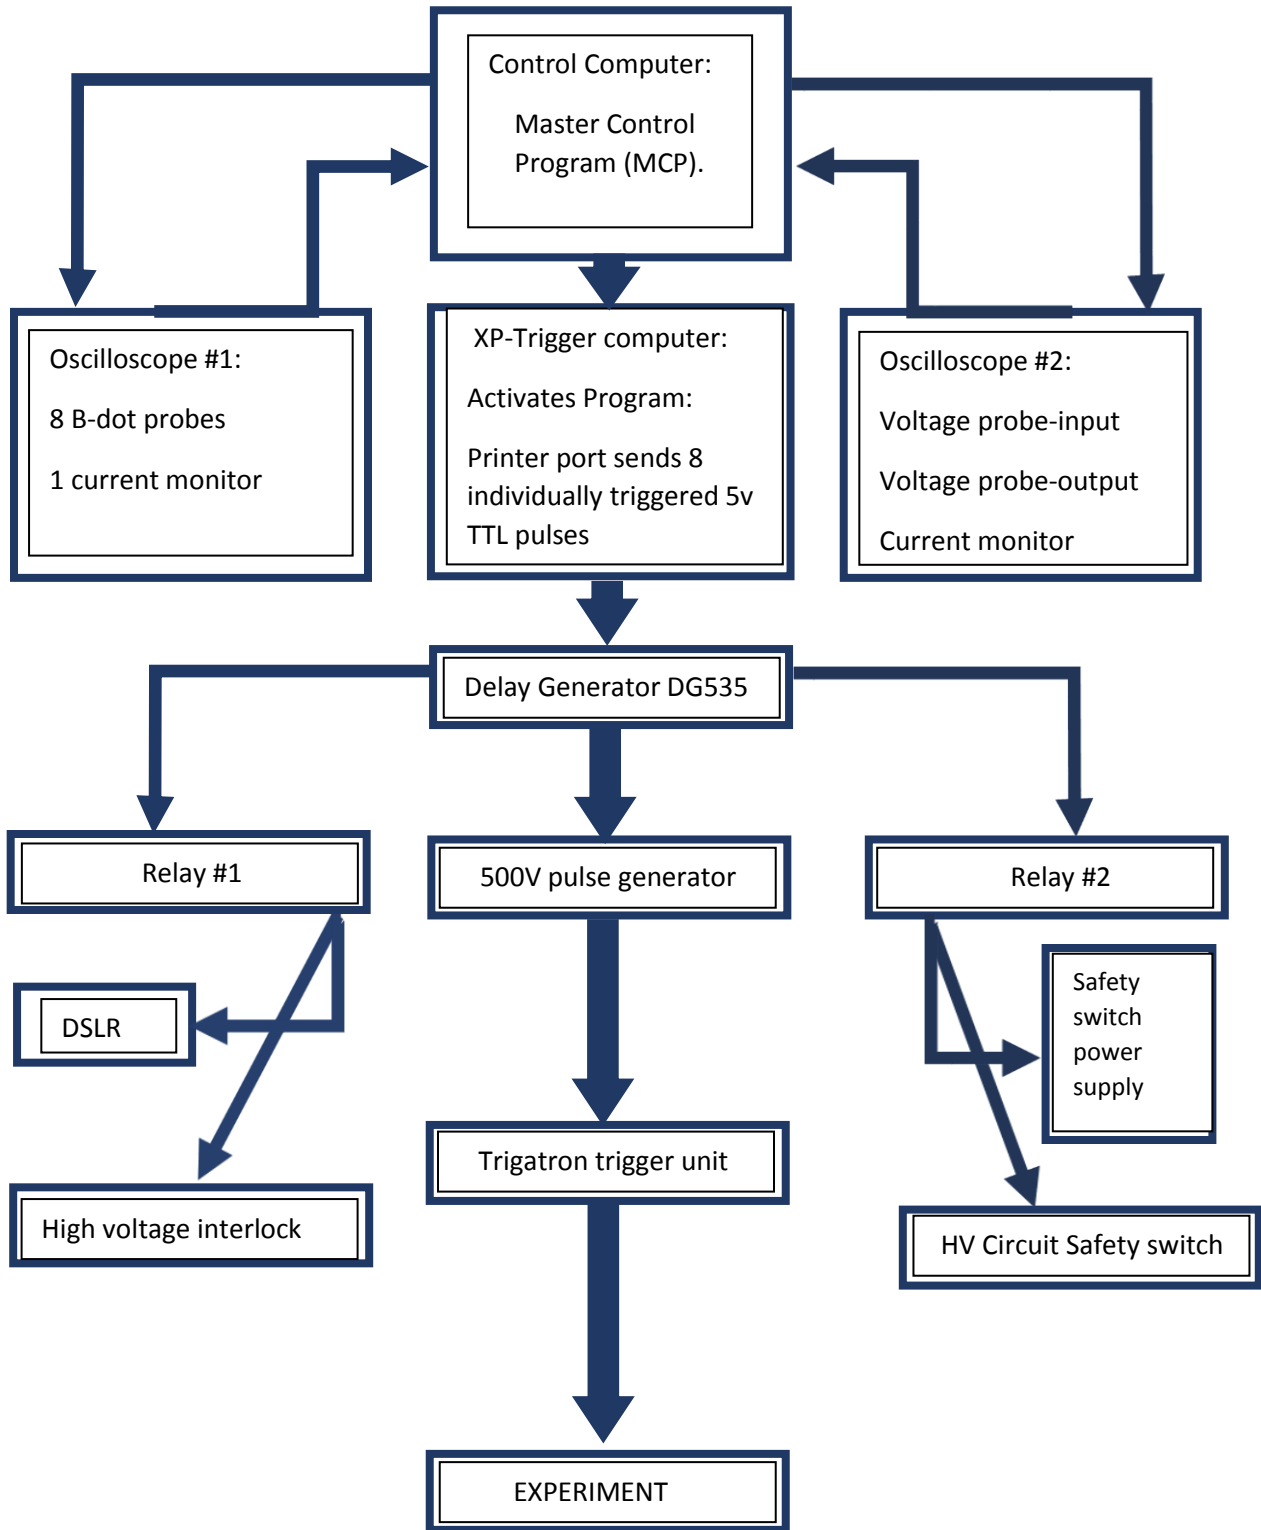 Control Computer:
Master Control
Program (MCP).
Oscilloscope #1:
8 B-dot probes
1 current monitor
XP-Trigger computer:
Activates Program:
Printer port sends 8
individually triggered 5v
TTL pulses
Oscilloscope #2:
Voltage probe-input
Voltage probe-output
Current monitor
Delay Generator DG535
Relay #1
500V pulse generator
Relay #2
DSLR
Safety
switch
power
supply
Trigatron trigger unit
High voltage interlock
HV Circuit Safety switch
EXPERIMENT